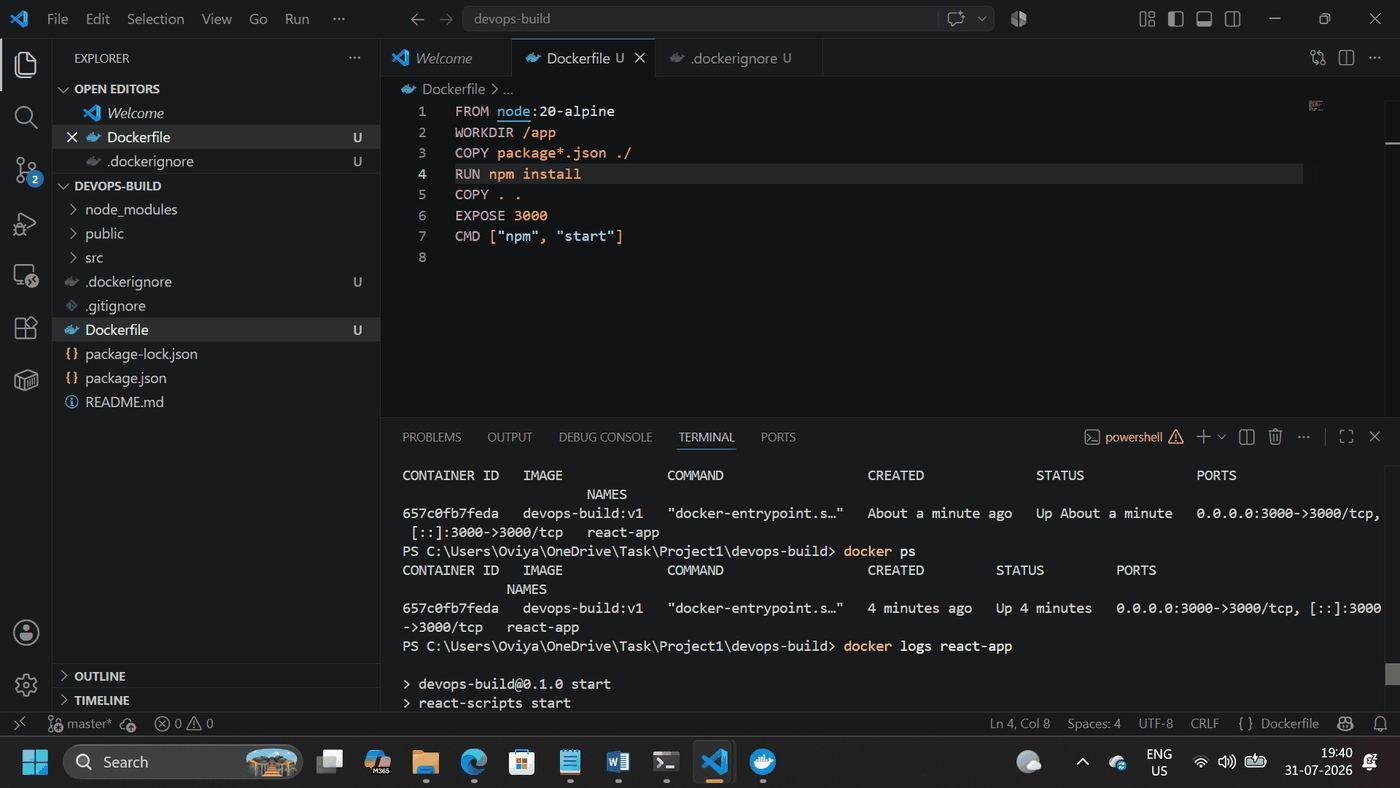 File Edit Selection View Go Run ···
devops-build
EXPLORER
OPEN EDITORS
Welcome
Dockerfile U
.dockerignore U
DEVOPS-BUILD
node_modules
public
src
.dockerignore U
.gitignore
Dockerfile U
package-lock.json
package.json
README.md
OUTLINE
TIMELINE
2
Welcome
Dockerfile U
.dockerignore U
Dockerfile > ...
1 FROM node:20-alpine
2 WORKDIR /app
3 COPY package*.json ./
4 RUN npm install
5 COPY . .
6 EXPOSE 3000
7 CMD ["npm", "start"]
8
PROBLEMS OUTPUT DEBUG CONSOLE TERMINAL PORTS
powershell
CONTAINER ID IMAGE COMMAND CREATED STATUS PORTS
NAMES
657c0fb7feda devops-build:v1 "docker-entrypoint.s…" About a minute ago Up About a minute 0.0.0.0:3000->3000/tcp,
[::]:3000->3000/tcp react-app
PS C:\Users\Oviya\OneDrive\Task\Project1\devops-build> docker ps
CONTAINER ID IMAGE COMMAND CREATED STATUS PORTS
NAMES
657c0fb7feda devops-build:v1 "docker-entrypoint.s…" 4 minutes ago Up 4 minutes 0.0.0.0:3000->3000/tcp, [::]:3000
->3000/tcp react-app
PS C:\Users\Oviya\OneDrive\Task\Project1\devops-build> docker logs react-app
> devops-build@0.1.0 start
> react-scripts start
master* 0 0 Ln 4, Col 8 Spaces: 4 UTF-8 CRLF { } Dockerfile
Search
M365
ENG
US
19:40
31-07-2026